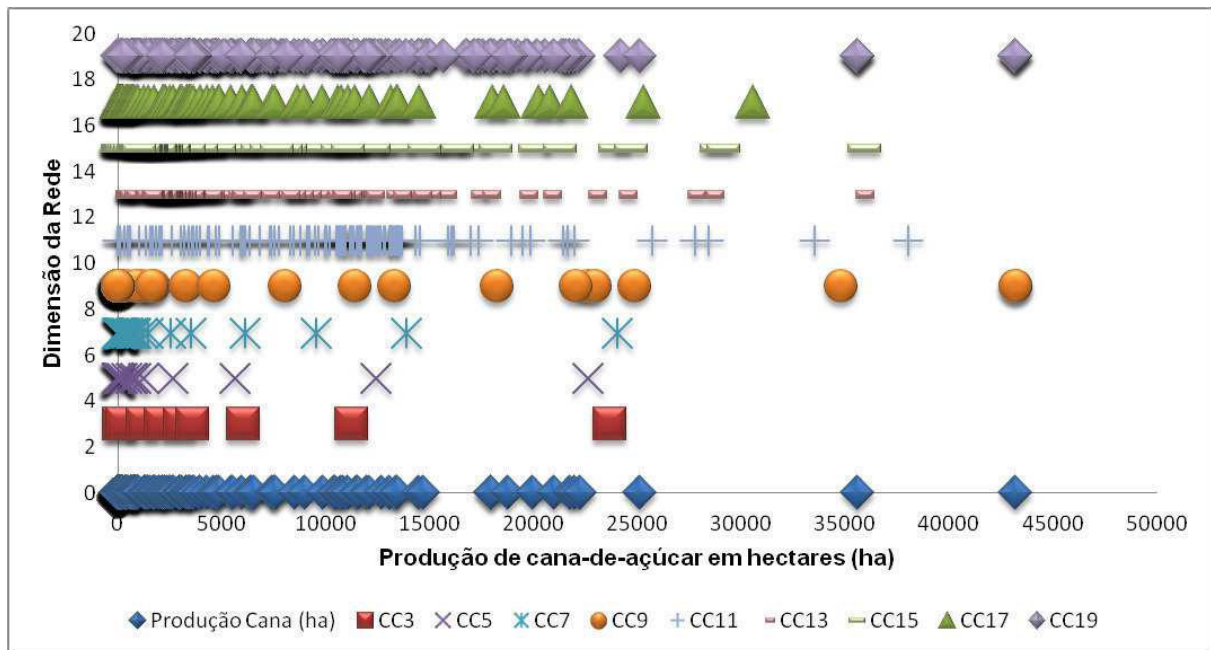 20
18
16
14
12
10
8
6
4
2
0
Dimensão da Rede
0 5000 10000 15000 20000 25000 30000 35000 40000 45000 50000
Produção de cana-de-açúcar em hectares (ha)
Produção Cana (ha) CC3 CC5 CC7 CC9 CC11 CC13 CC15 CC17 CC19